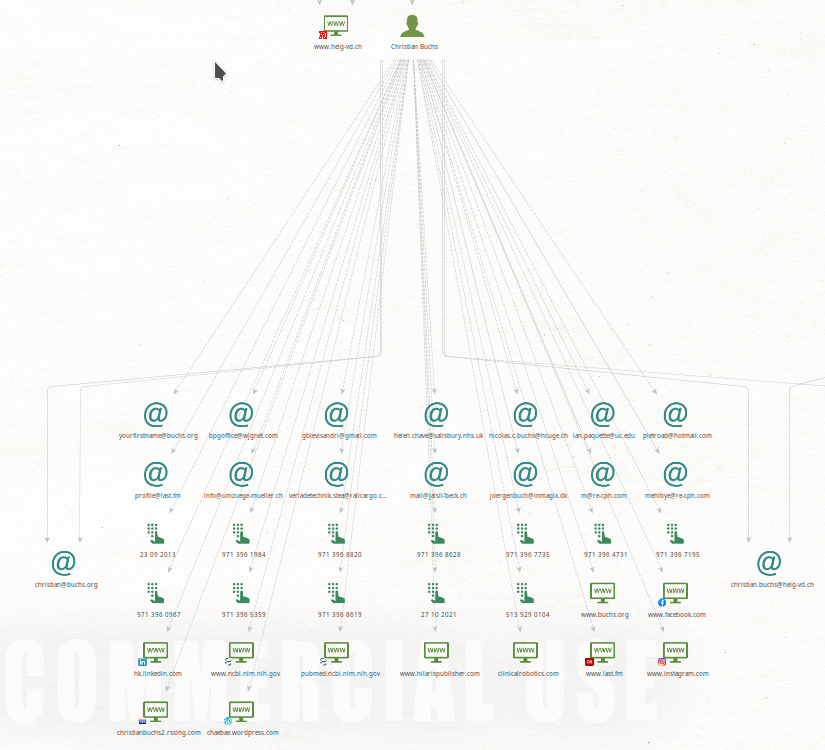 www.heig-vd.ch Christian Buchs
yourfirstname@buchs.org bpgoffice@wjgnet.com gblevisandri@gmail.com helen.chave@salisbury.nhs.uk nicolas.c.buchs@hcuge.ch ian.paquette@uc.edu pietroad@hotmail.com
profile@last.fm info@umzuege-mueller.ch verladetechnik.stea@railcargo.c... mail@jaisli-beck.ch joergenbuch@inmagix.dk m@re-cph.com mehibye@re-cph.com
23 09 2013 971 396 1984 971 396 8820 971 396 8628 971 396 7735 971 396 4731 971 396 7195
christian@buchs.org christian.buchs@heig-vd.ch
971 396 0967 971 396 5359 971 396 8619 27 10 2021 513 929 0104 www.buchs.org www.facebook.com
hk.linkedin.com www.ncbi.nlm.nih.gov pubmed.ncbi.nlm.nih.gov www.hilarispublisher.com clinicalrobotics.com www.last.fm www.instagram.com
christianbuchs2.rssing.com chaebae.wordpress.com
COMMERCIAL USE